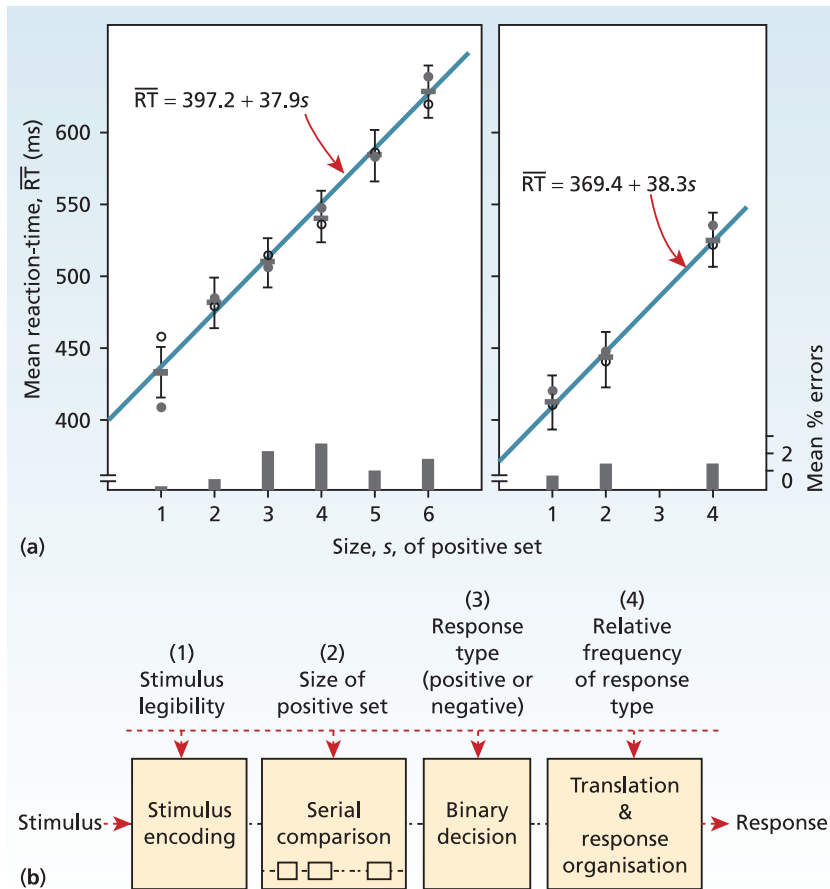 Mean reaction-time, RT̅ (ms)
600
550
500
450
400
R̅T̅ = 397.2 + 37.9s
1 2 3 4 5 6
R̅T̅ = 369.4 + 38.3s
1 2 3 4
2
0
Mean % errors
(a)
Size, s, of positive set
(1)
Stimulus
legibility
(2)
Size of
positive set
(3)
Response
type
(positive or
negative)
(4)
Relative
frequency
of response
type
Stimulus
Stimulus
encoding
Serial
comparison
Binary
decision
Translation
&
response
organisation
Response
(b)